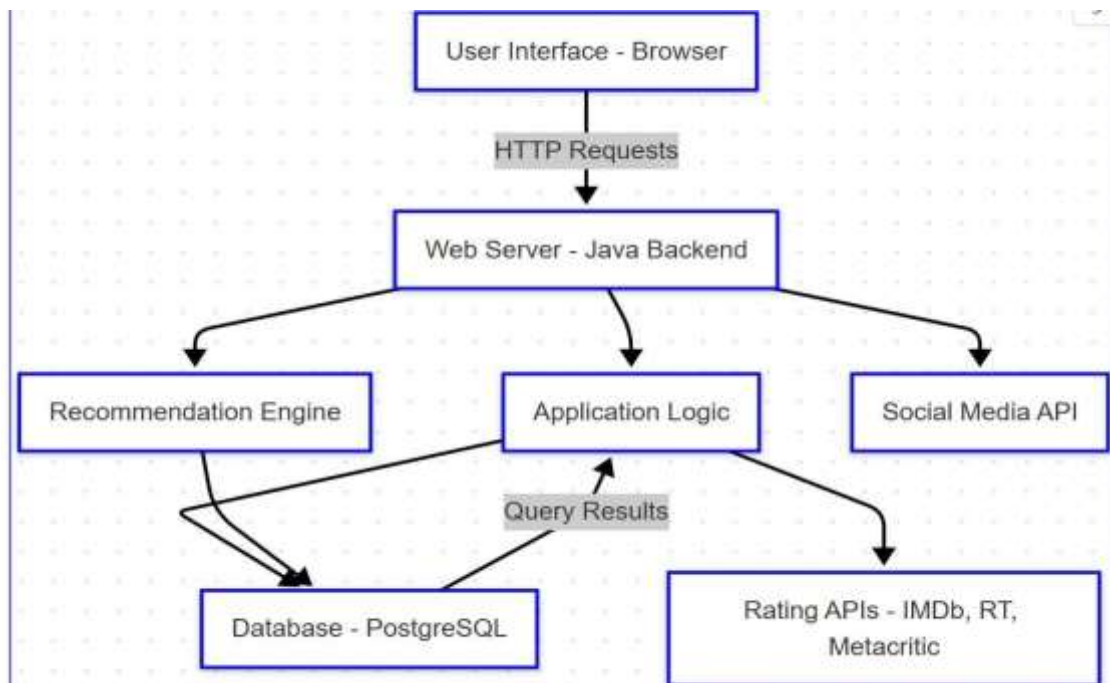 User Interface - Browser
HTTP Requests
Web Server - Java Backend
Recommendation Engine
Application Logic
Social Media API
Query Results
Database - PostgreSQL
Rating APIs - IMDb, RT,
Metacritic